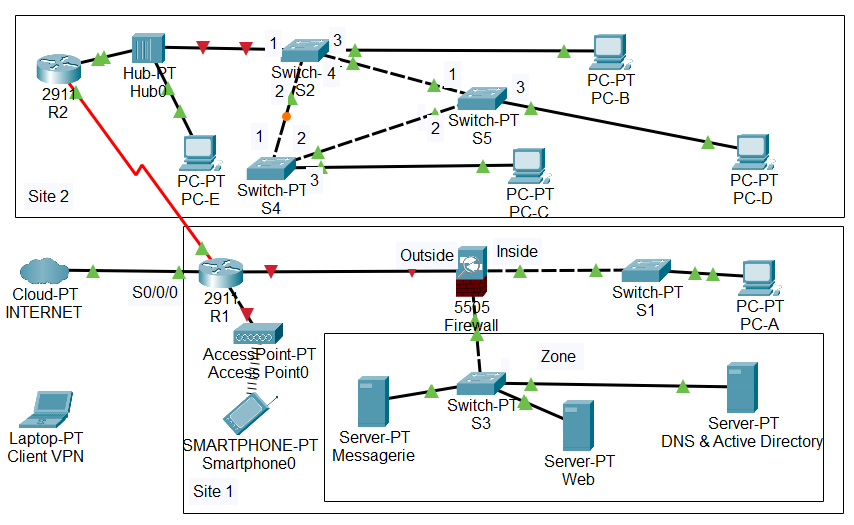 2911
R2
Hub-PT
Hub0
1
Switch-
S2
3
4
2
PC-PT
PC-B
1
3
Switch-PT
S5
2
PC-PT
PC-E
1
2
Switch-PT
S4
3
PC-PT
PC-C
PC-PT
PC-D
Site 2
Cloud-PT
INTERNET
S0/0/0
2911
R1
Outside
Inside
5505
Firewall
Switch-PT
S1
PC-PT
PC-A
AccessPoint-PT
Access Point0
SMARTPHONE-PT
Smartphone0
Laptop-PT
Client VPN
Zone
Switch-PT
S3
Server-PT
Messagerie
Server-PT
Web
Server-PT
DNS & Active Directory
Site 1